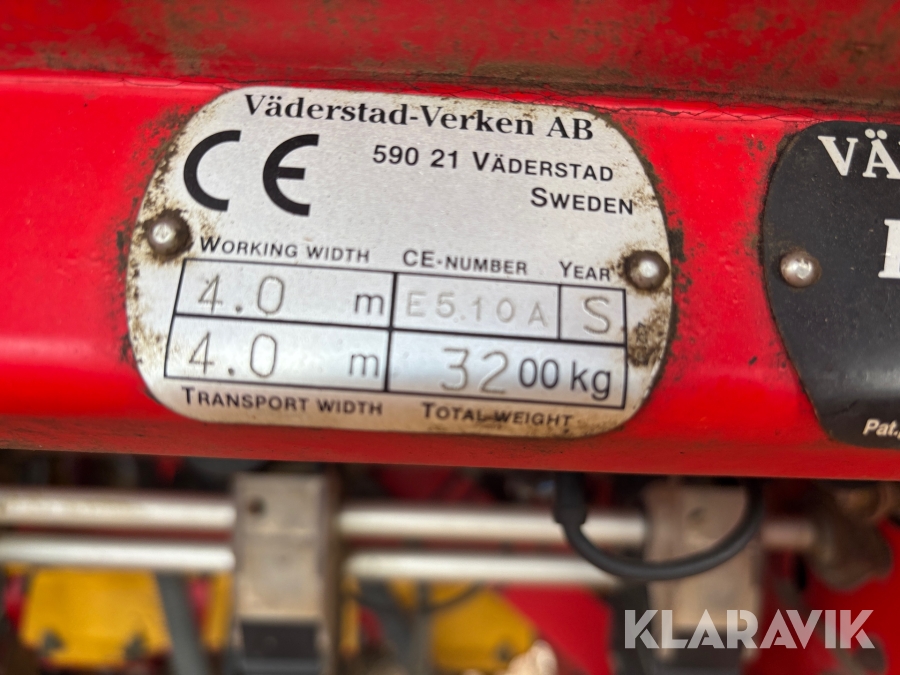 Väderstad-Verken AB
CE
590 21 VÄDERSTAD
SWEDEN
WORKING WIDTH CE-NUMBER YEAR
4.0 m E5.10A S
4.0 m 3200 kg
TRANSPORT WIDTH TOTAL WEIGHT
Pat.
KLARAVIK